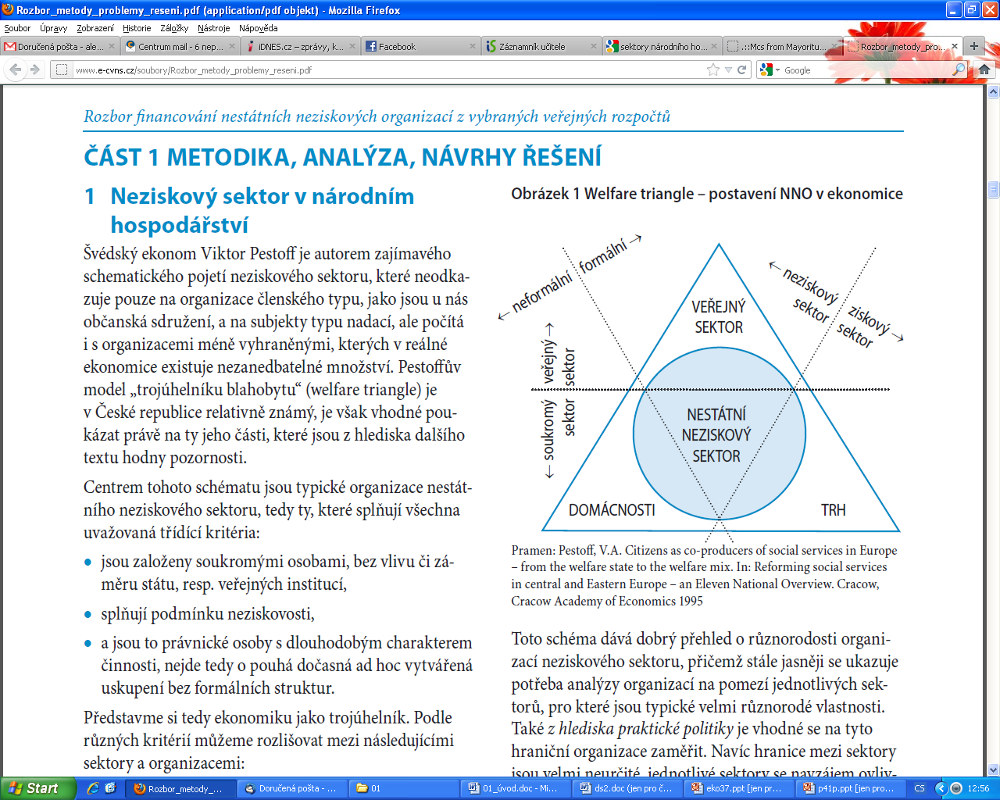 Rozbor_metody_problemy_reseni.pdf (application/pdf objekt) - Mozilla Firefox
Soubor Úpravy Zobrazení Historie Záložky Nástroje Nápověda
Doručená pošta - ale... Centrum mail - 6 nep... iDNES.cz – zprávy, k... Facebook Záznamník učitele sektory národního ho... .::Mcs from Mayoritu... Rozbor_metody_pro...
www.e-cvns.cz/soubory/Rozbor_metody_problemy_reseni.pdf Google
Rozbor financování nestátních neziskových organizací z vybraných veřejných rozpočtů
ČÁST 1 METODIKA, ANALÝZA, NÁVRHY ŘEŠENÍ
1 Neziskový sektor v národním
hospodářství
Švédský ekonom Viktor Pestoff je autorem zajímavého
schematického pojetí neziskového sektoru, které neodka-
zuje pouze na organizace členského typu, jako jsou u nás
občanská sdružení, a na subjekty typu nadací, ale počítá
i s organizacemi méně vyhraněnými, kterých v reálné
ekonomice existuje nezanedbatelné množství. Pestoffův
model „trojúhelníku blahobytu“ (welfare triangle) je
v České republice relativně známý, je však vhodné pou-
kázat právě na ty jeho části, které jsou z hlediska dalšího
textu hodny pozornosti.
Centrem tohoto schématu jsou typické organizace nestát-
ního neziskového sektoru, tedy ty, které splňují všechna
uvažovaná třídící kritéria:
• jsou založeny soukromými osobami, bez vlivu či zá-
měru státu, resp. veřejných institucí,
• splňují podmínku neziskovosti,
• a jsou to právnické osoby s dlouhodobým charakterem
činnosti, nejde tedy o pouhá dočasná ad hoc vytvářená
uskupení bez formálních struktur.
Představme si tedy ekonomiku jako trojúhelník. Podle
různých kritérií můžeme rozlišovat mezi následujícími
sektory a organizacemi:
Obrázek 1 Welfare triangle – postavení NNO v ekonomice
← neformální formální →
← neziskový sektor
ziskový sektor →
veřejný → sektor
← soukromý sektor
VEŘEJNÝ
SEKTOR
NESTÁTNÍ
NEZISKOVÝ
SEKTOR
DOMÁCNOSTI
TRH
Pramen: Pestoff, V.A. Citizens as co-producers of social services in Europe
– from the welfare state to the welfare mix. In: Reforming social services
in central and Eastern Europe – an Eleven National Overview. Cracow,
Cracow Academy of Economics 1995
Toto schéma dává dobrý přehled o různorodosti organi-
zací neziskového sektoru, přičemž stále jasněji se ukazuje
potřeba analýzy organizací na pomezí jednotlivých sek-
torů, pro které jsou typické velmi různorodé vlastnosti.
Také z hlediska praktické politiky je vhodné se na tyto
hraniční organizace zaměřit. Navíc hranice mezi sektory
jsou velmi neurčité, jednotlivé sektory se navzájem ovliv-
Start Rozbor_metody_... Doručená pošta - ... 01 01_úvod.doc - Mi... ds2.doc (jen pro č... eko37.ppt [jen pr... p41p.ppt [jen pro... CS 12:56